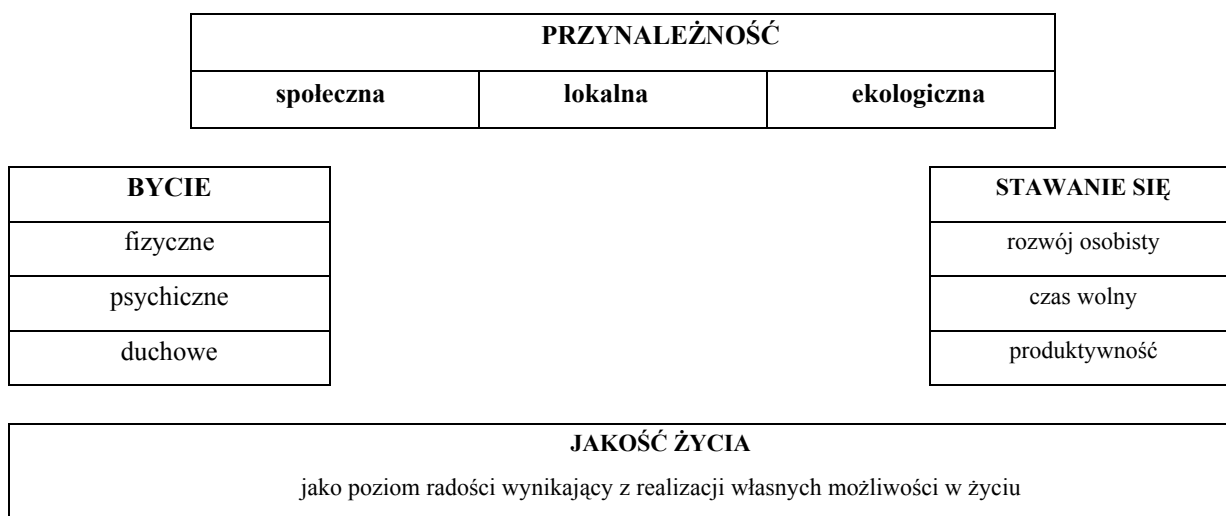 PRZYNALEŻNOŚĆ
społeczna lokalna ekologiczna
BYCIE
fizyczne
psychiczne
duchowe
STAWANIE SIĘ
rozwój osobisty
czas wolny
produktywność
JAKOŚĆ ŻYCIA
jako poziom radości wynikający z realizacji własnych możliwości w życiu